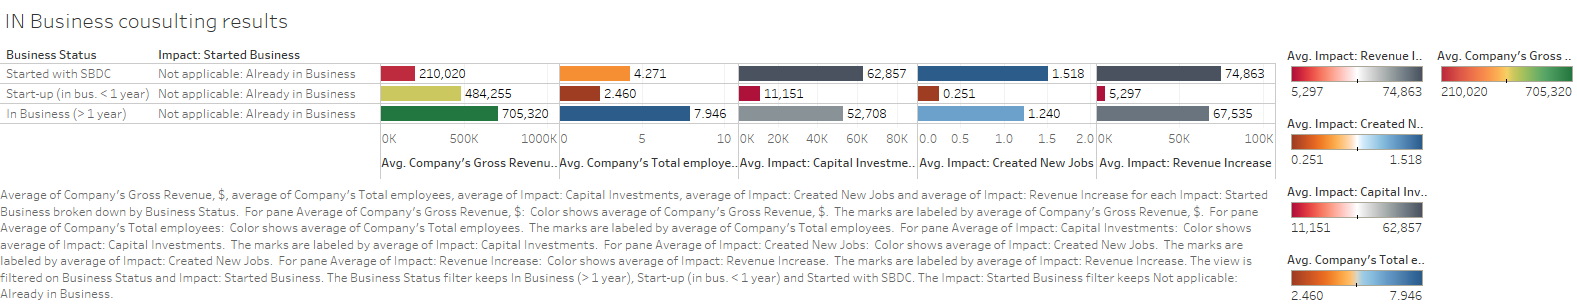 IN Business cousulting results
Business Status Impact: Started Business
Started with SBDC Not applicable: Already in Business 210,020 4.271 62,857 1.518 74,863
Start-up (in bus. < 1 year) Not applicable: Already in Business 484,255 2.460 11,151 0.251 5,297
In Business (> 1 year) Not applicable: Already in Business 705,320 7.946 52,708 1.240 67,535
0K 500K 1000K 0 5 10 0K 20K 40K 60K 80K 0.0 0.5 1.0 1.5 2.0 0K 50K 100K
Avg. Company's Gross Revenu.. Avg. Company's Total employe.. Avg. Impact: Capital Investme.. Avg. Impact: Created New Jobs Avg. Impact: Revenue Increase
Average of Company's Gross Revenue, $, average of Company's Total employees, average of Impact: Capital Investments, average of Impact: Created New Jobs and average of Impact: Revenue Increase for each Impact: Started
Business broken down by Business Status. For pane Average of Company's Gross Revenue, $: Color shows average of Company's Gross Revenue, $. The marks are labeled by average of Company's Gross Revenue, $. For pane
Average of Company's Total employees: Color shows average of Company's Total employees. The marks are labeled by average of Company's Total employees. For pane Average of Impact: Capital Investments: Color shows
average of Impact: Capital Investments. The marks are labeled by average of Impact: Capital Investments. For pane Average of Impact: Created New Jobs: Color shows average of Impact: Created New Jobs. The marks are
labeled by average of Impact: Created New Jobs. For pane Average of Impact: Revenue Increase: Color shows average of Impact: Revenue Increase. The marks are labeled by average of Impact: Revenue Increase. The view is
filtered on Business Status and Impact: Started Business. The Business Status filter keeps In Business (> 1 year), Start-up (in bus. < 1 year) and Started with SBDC. The Impact: Started Business filter keeps Not applicable:
Already in Business.
Avg. Impact: Revenue I..
5,297 74,863
Avg. Company's Gross ..
210,020 705,320
Avg. Impact: Created N..
0.251 1.518
Avg. Impact: Capital Inv..
11,151 62,857
Avg. Company's Total e..
2.460 7.946